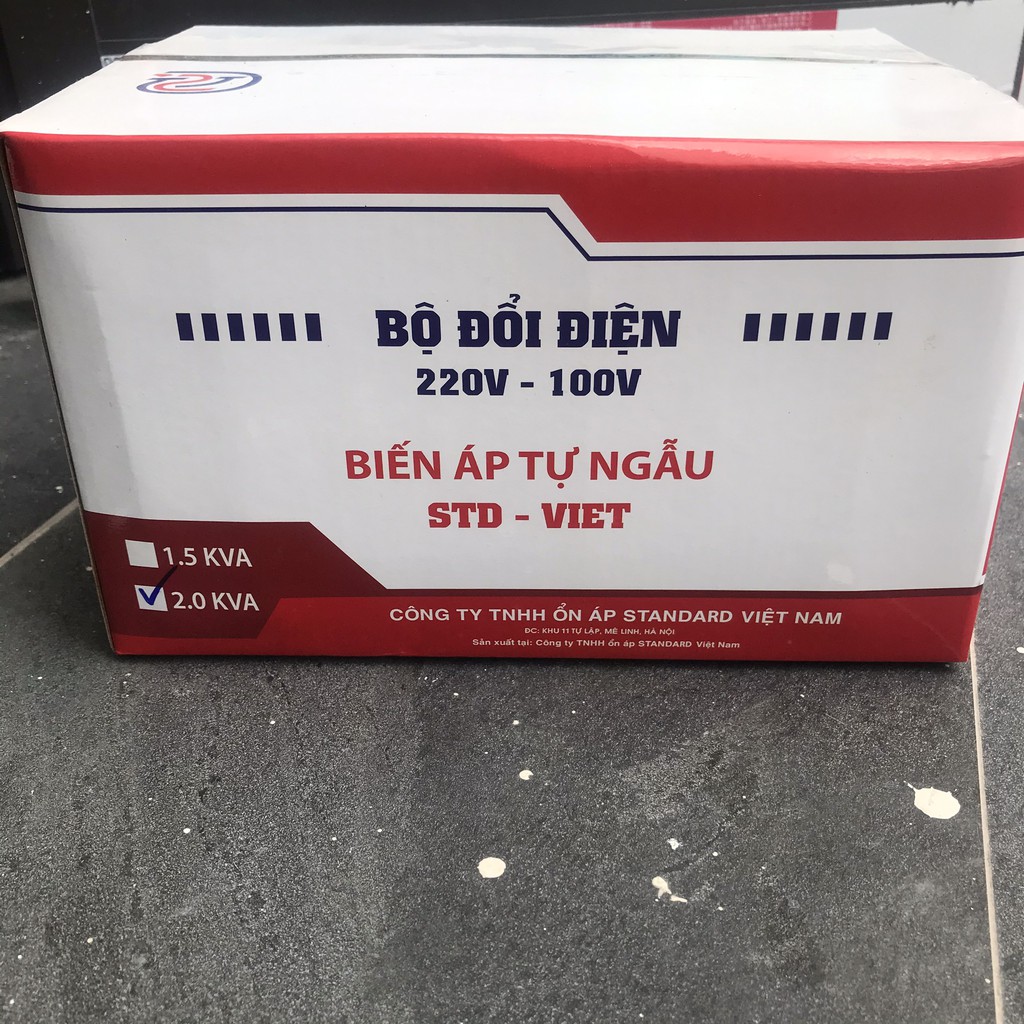 BỘ ĐỔI ĐIỆN
220V - 100V
BIẾN ÁP TỰ NGẪU
STD - VIET
1.5 KVA
2.0 KVA
CÔNG TY TNHH ỔN ÁP STANDARD VIỆT NAM
ĐC: KHU 11 TỰ LẬP, MÊ LINH, HÀ NỘI
Sản xuất tại: Công ty TNHH ổn áp STANDARD Việt Nam